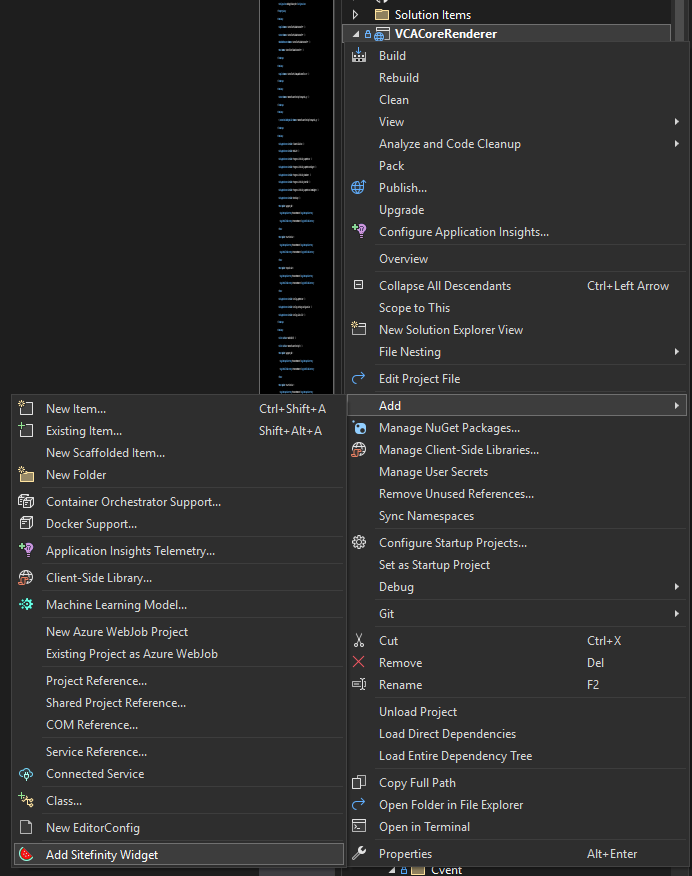 Solution Items
VCACoreRenderer
Build
Rebuild
Clean
View
Analyze and Code Cleanup
Pack
Publish...
Upgrade
Configure Application Insights...
Overview
Collapse All Descendants Ctrl+Left Arrow
Scope to This
New Solution Explorer View
File Nesting
Edit Project File
Add
Manage NuGet Packages...
Manage Client-Side Libraries...
Manage User Secrets
Remove Unused References...
Sync Namespaces
Configure Startup Projects...
Set as Startup Project
Debug
Git
Cut Ctrl+X
Remove Del
Rename F2
Unload Project
Load Direct Dependencies
Load Entire Dependency Tree
Copy Full Path
Open Folder in File Explorer
Open in Terminal
Properties Alt+Enter
Cvent
New Item... Ctrl+Shift+A
Existing Item... Shift+Alt+A
New Scaffolded Item...
New Folder
Container Orchestrator Support...
Docker Support...
Application Insights Telemetry...
Client-Side Library...
Machine Learning Model...
New Azure WebJob Project
Existing Project as Azure WebJob
Project Reference...
Shared Project Reference...
COM Reference...
Service Reference...
Connected Service
Class...
New EditorConfig
Add Sitefinity Widget